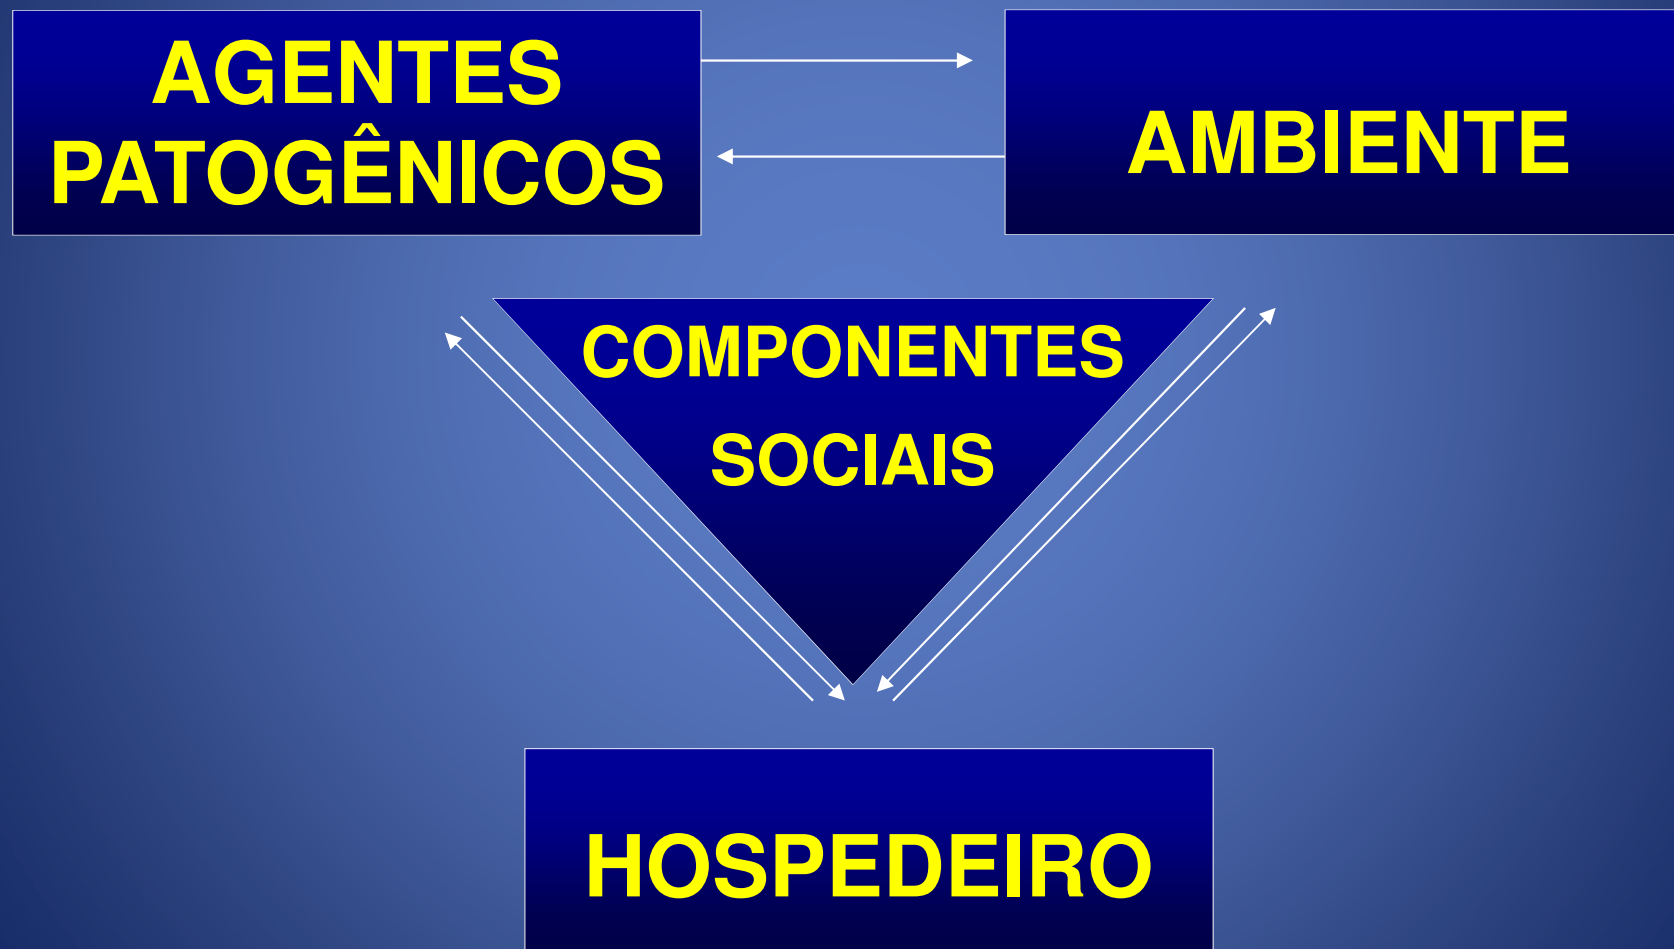 AGENTES
PATOGÊNICOS
AMBIENTE
COMPONENTES
SOCIAIS
HOSPEDEIRO